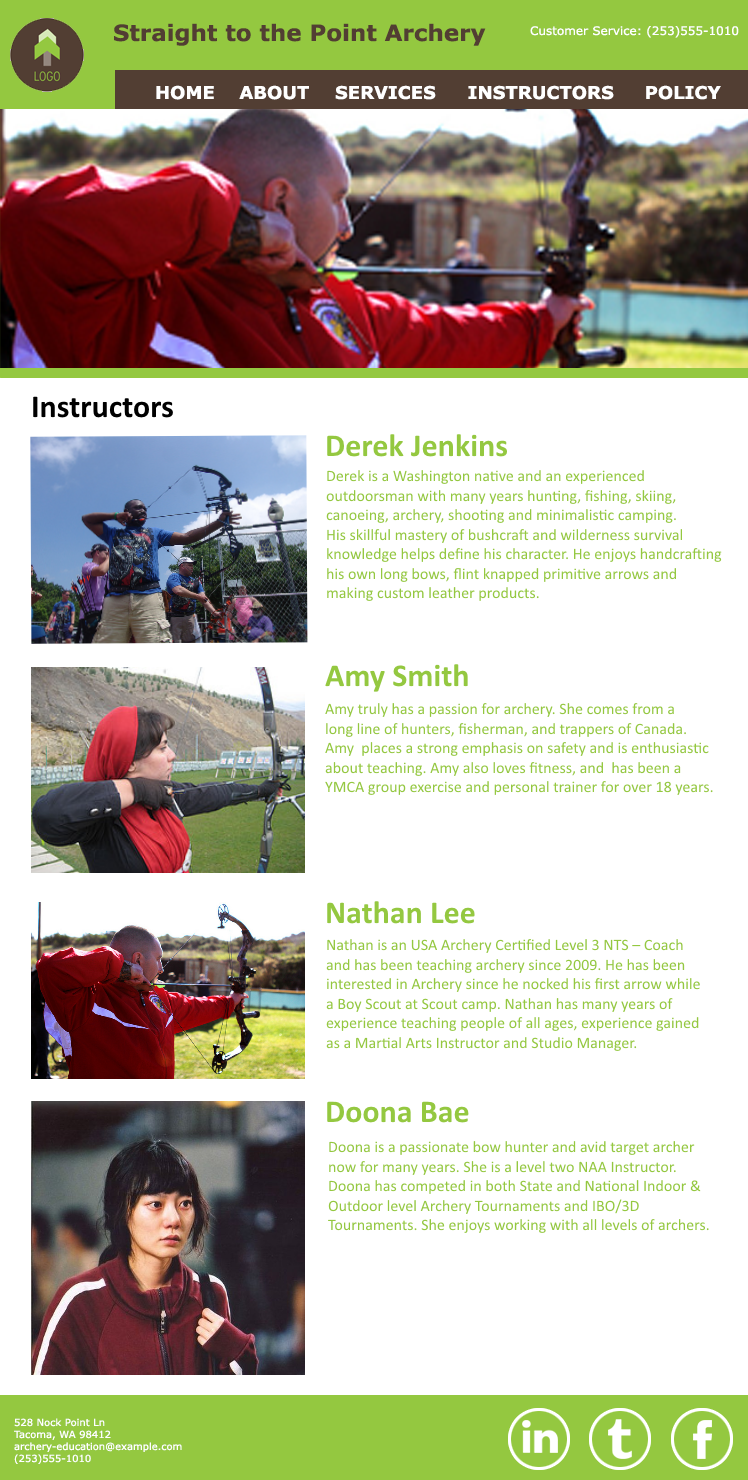 Straight to the Point Archery
Customer Service: (253)555-1010
LOGO
HOME ABOUT SERVICES INSTRUCTORS POLICY
Instructors
Derek Jenkins
Derek is a Washington native and an experienced
outdoorsman with many years hunting, fishing, skiing,
canoeing, archery, shooting and minimalistic camping.
His skillful mastery of bushcraft and wilderness survival
knowledge helps define his character. He enjoys handcrafting
his own long bows, flint knapped primitive arrows and
making custom leather products.
Amy Smith
Amy truly has a passion for archery. She comes from a
long line of hunters, fisherman, and trappers of Canada.
Amy places a strong emphasis on safety and is enthusiastic
about teaching. Amy also loves fitness, and has been a
YMCA group exercise and personal trainer for over 18 years.
Nathan Lee
Nathan is an USA Archery Certified Level 3 NTS – Coach
and has been teaching archery since 2009. He has been
interested in Archery since he nocked his first arrow while
a Boy Scout at Scout camp. Nathan has many years of
experience teaching people of all ages, experience gained
as a Martial Arts Instructor and Studio Manager.
Doona Bae
Doona is a passionate bow hunter and avid target archer
now for many years. She is a level two NAA Instructor.
Doona has competed in both State and National Indoor &
Outdoor level Archery Tournaments and IBO/3D
Tournaments. She enjoys working with all levels of archers.
528 Nock Point Ln
Tacoma, WA 98412
archery-education@example.com
(253)555-1010
in t f